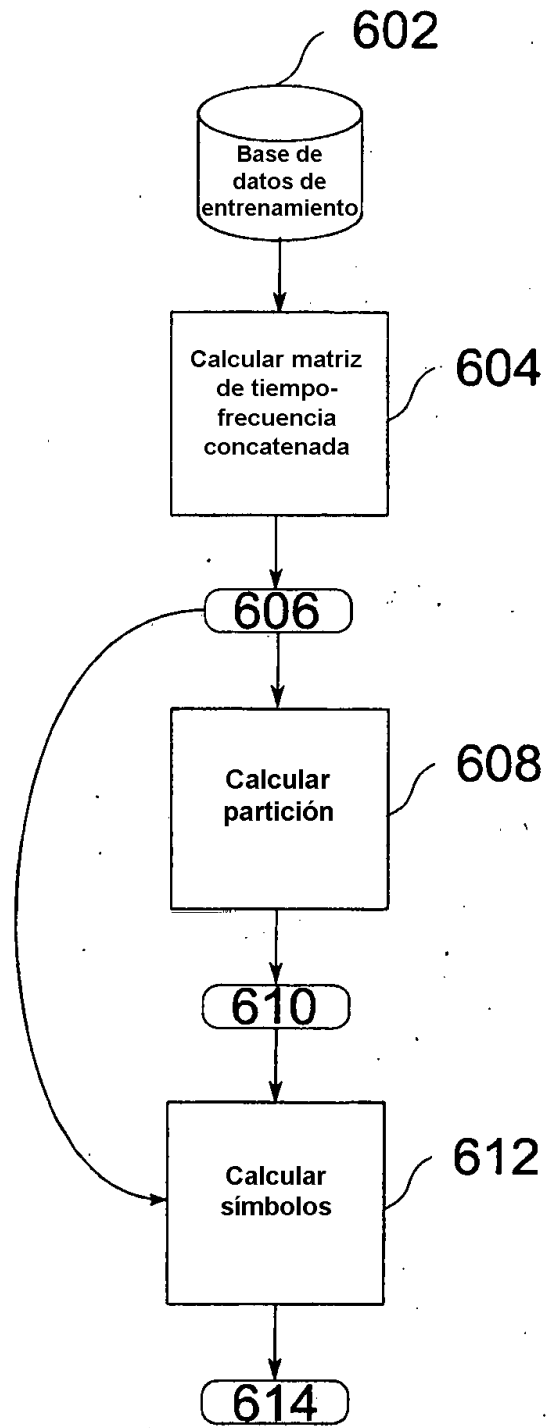 602
Base de
datos de
entrenamiento
Calcular matriz
de tiempo-
frecuencia
concatenada
604
606
Calcular
partición
608
610
Calcular
símbolos
612
614